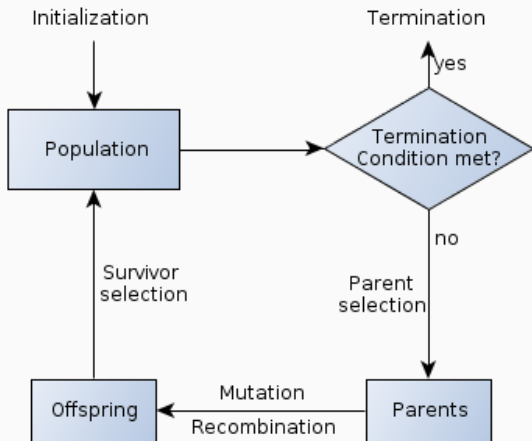 Initialization
Termination
yes
Population
Termination
Condition met?
no
Survivor
selection
Parent
selection
Offspring
Mutation
Recombination
Parents